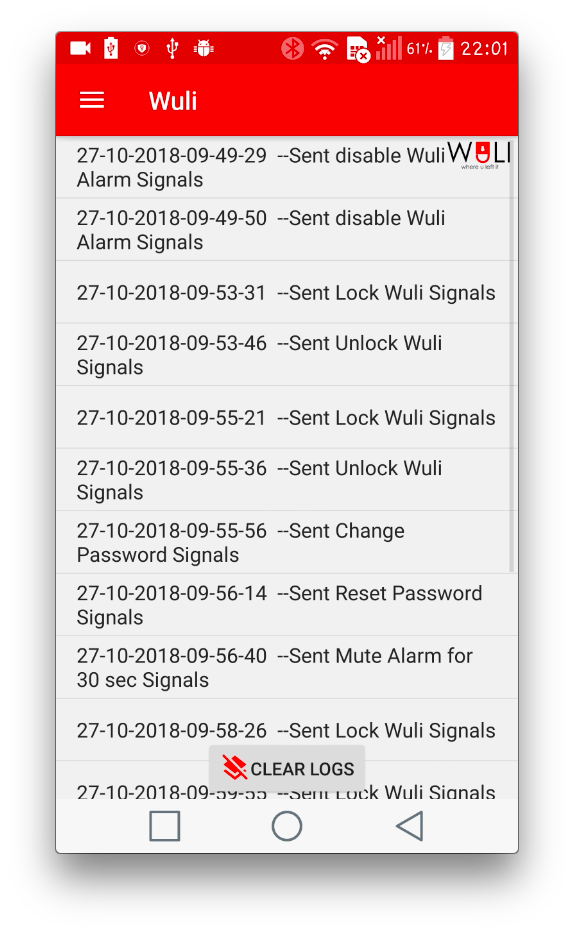 61% 22:01
Wuli
27-10-2018-09-49-29 --Sent disable Wuli
Alarm Signals
WULI
where u left it
27-10-2018-09-49-50 --Sent disable Wuli
Alarm Signals
27-10-2018-09-53-31 --Sent Lock Wuli Signals
27-10-2018-09-53-46 --Sent Unlock Wuli
Signals
27-10-2018-09-55-21 --Sent Lock Wuli Signals
27-10-2018-09-55-36 --Sent Unlock Wuli
Signals
27-10-2018-09-55-56 --Sent Change
Password Signals
27-10-2018-09-56-14 --Sent Reset Password
Signals
27-10-2018-09-56-40 --Sent Mute Alarm for
30 sec Signals
27-10-2018-09-58-26 --Sent Lock Wuli Signals
CLEAR LOGS
27-10-2018-09-59-55 --Sent Lock Wuli Signals